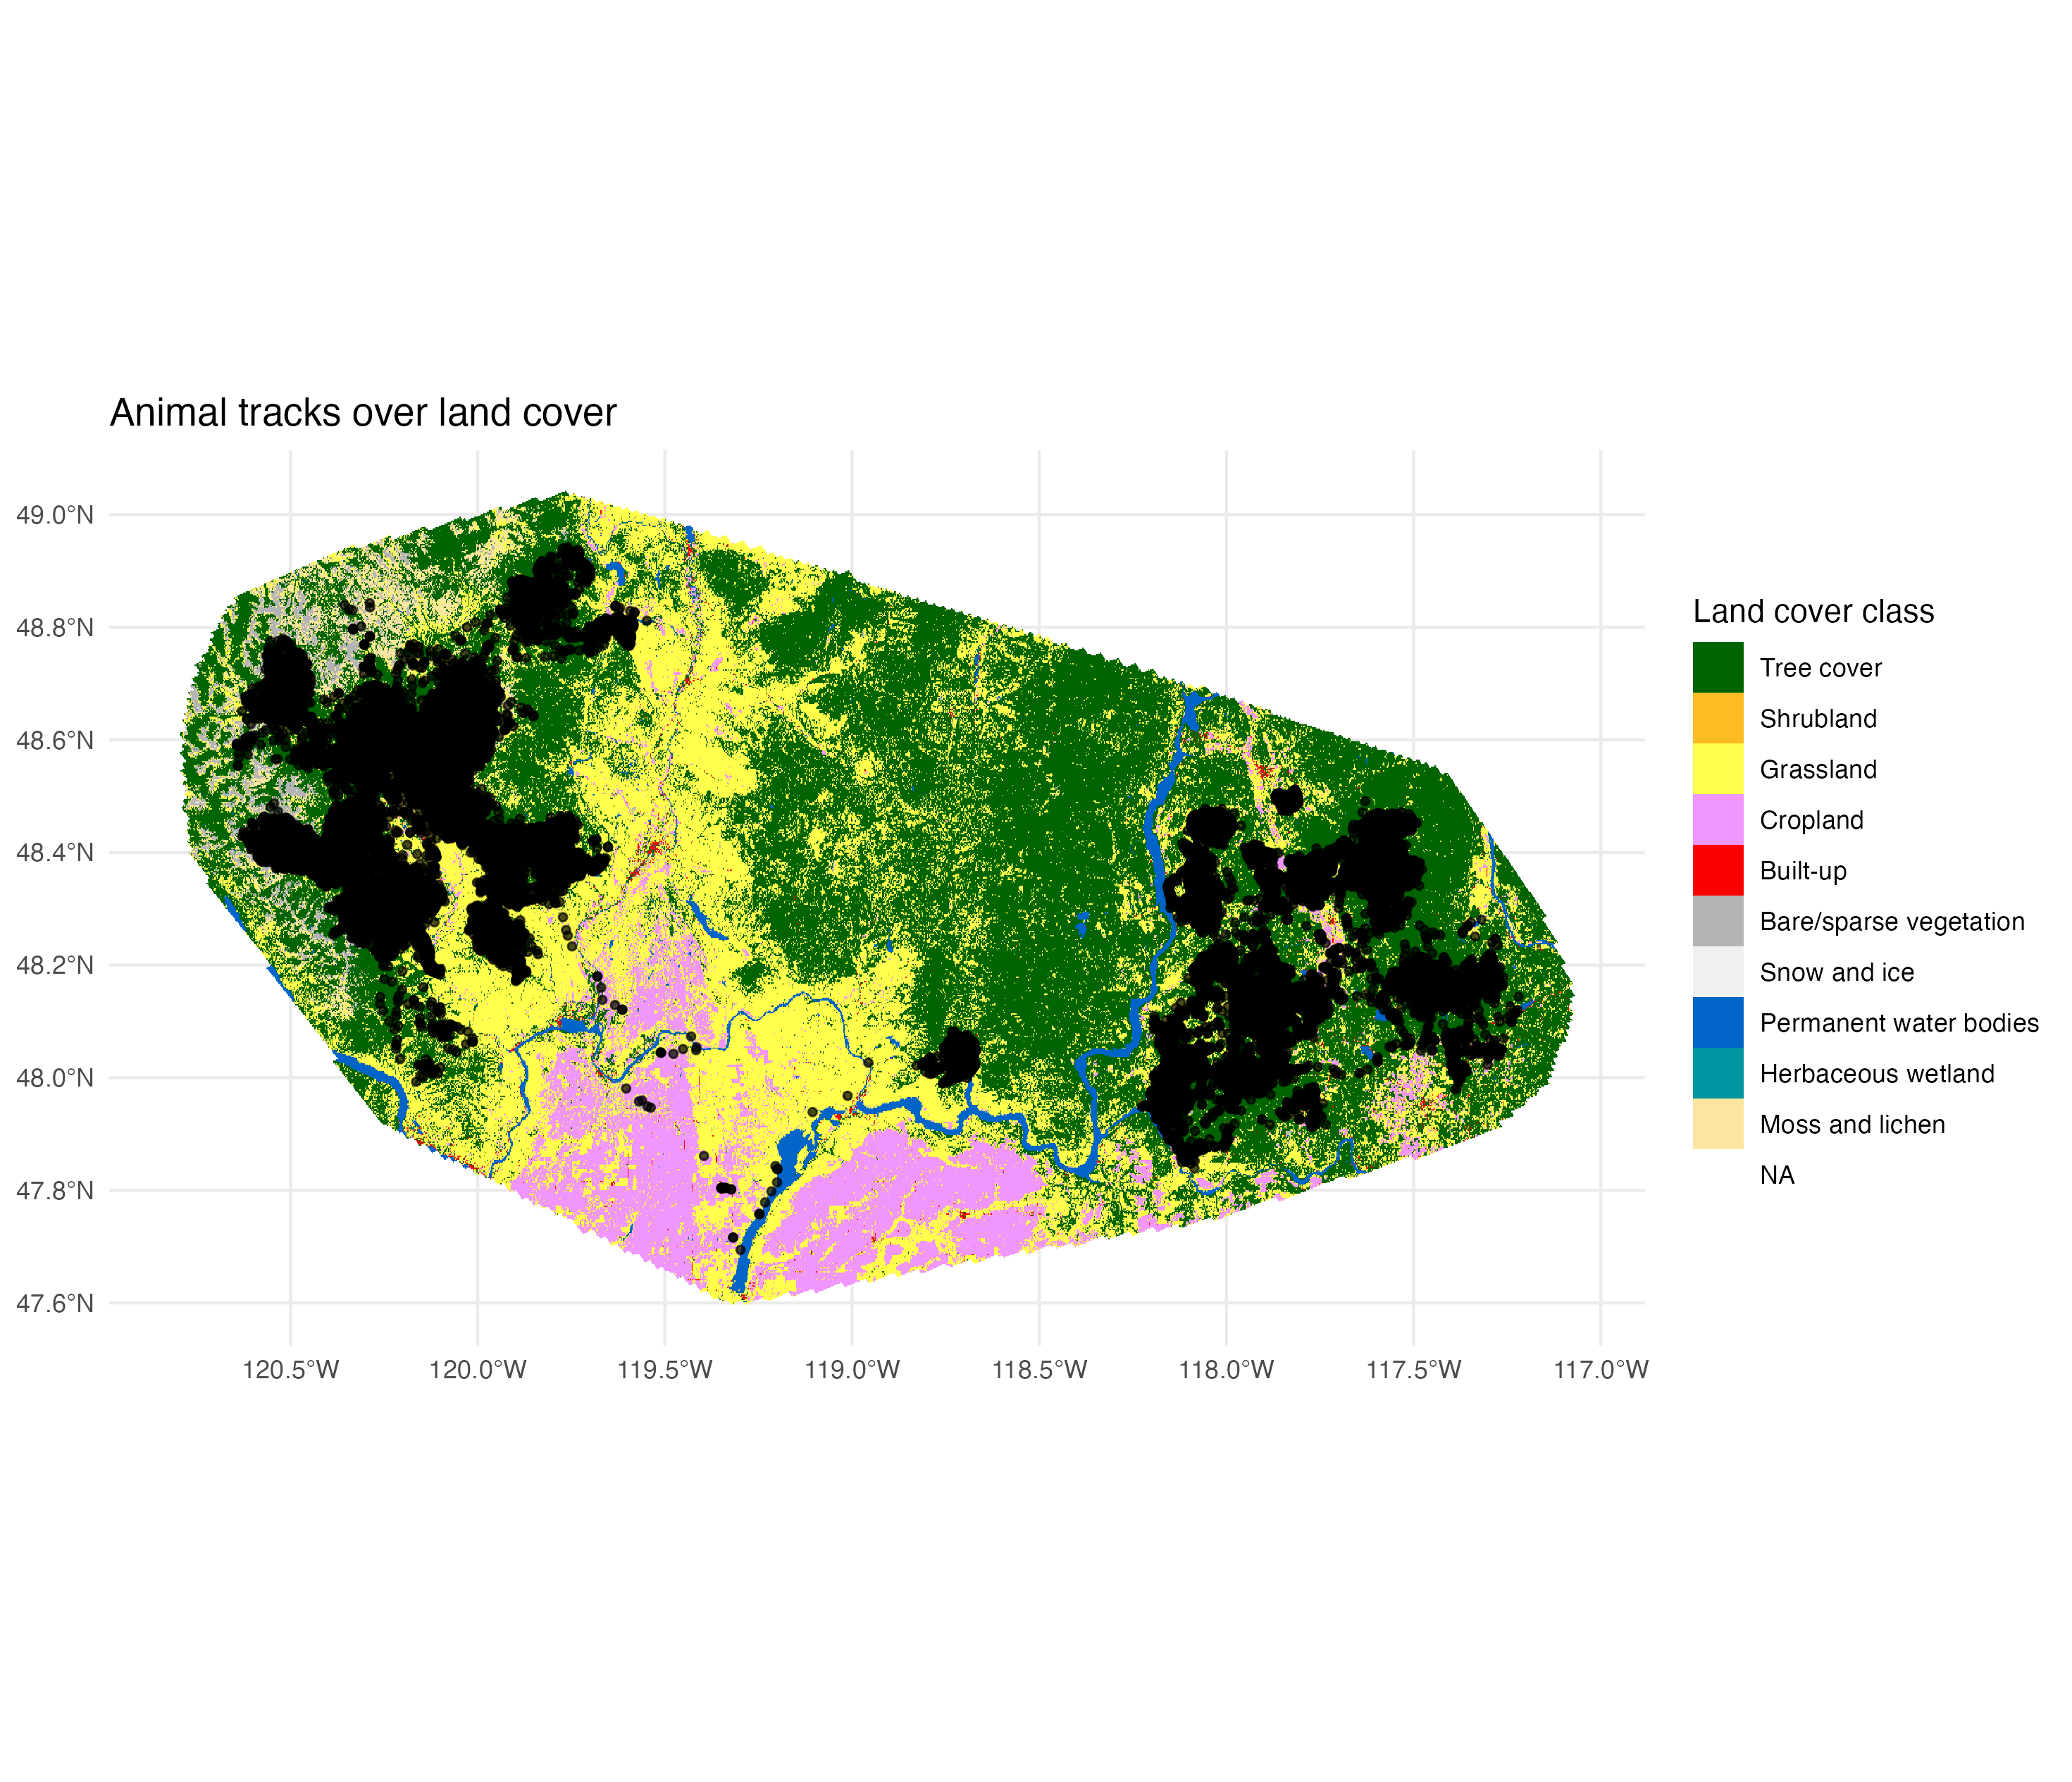 Animal tracks over land cover
49.0°N
48.8°N
48.6°N
48.4°N
48.2°N
48.0°N
47.8°N
47.6°N
120.5°W
120.0°W
119.5°W
119.0°W
118.5°W
118.0°W
117.5°W
117.0°W
Land cover class
Tree cover
Shrubland
Grassland
Cropland
Built-up
Bare/sparse vegetation
Snow and ice
Permanent water bodies
Herbaceous wetland
Moss and lichen
NA